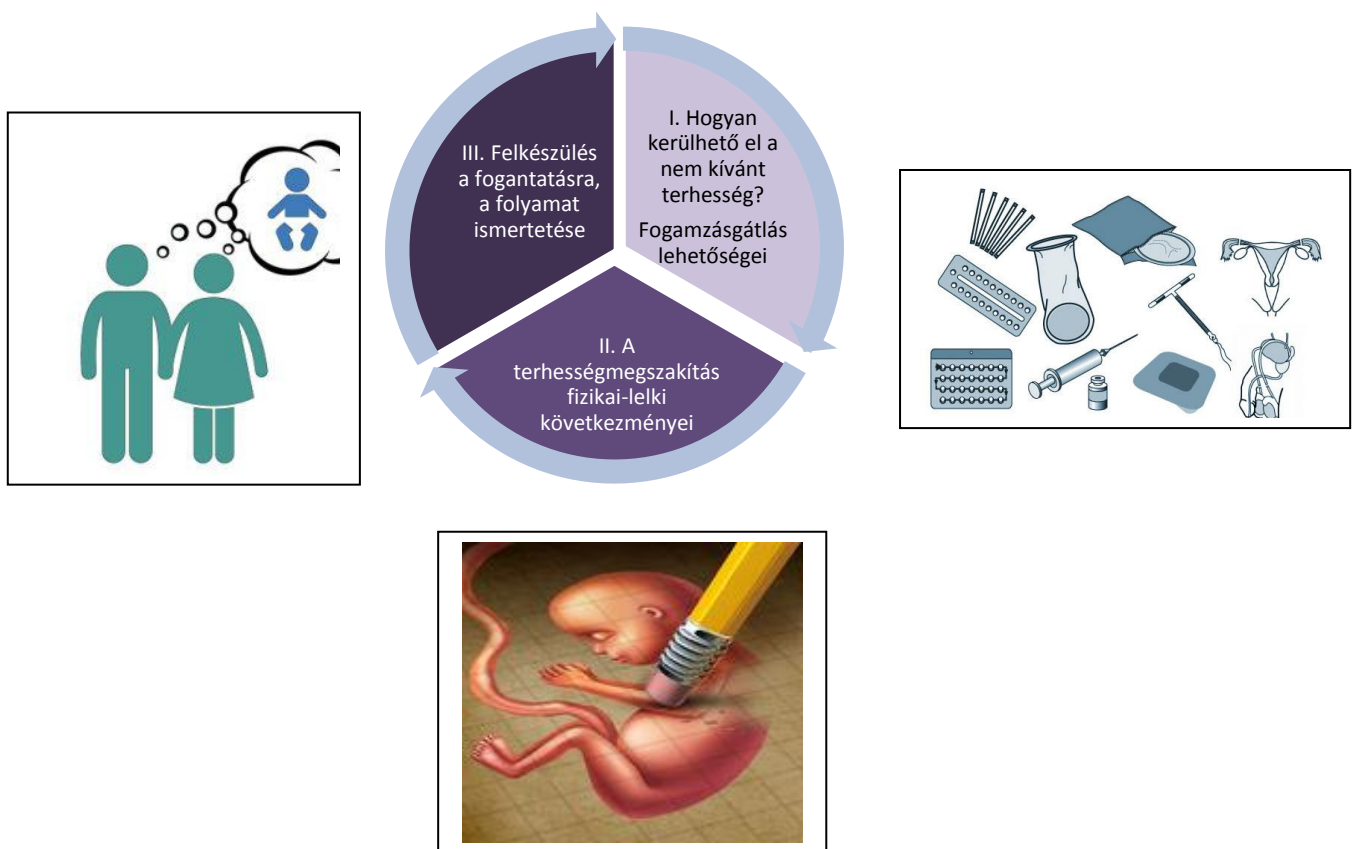 I. Hogyan
kerülhető el a
nem kívánt
terhesség?
Fogamzásgátlás
lehetőségei
II. A
terhességmegszakítás
fizikai-lelki
következményei
III. Felkészülés
a fogantatásra,
a folyamat
ismertetése